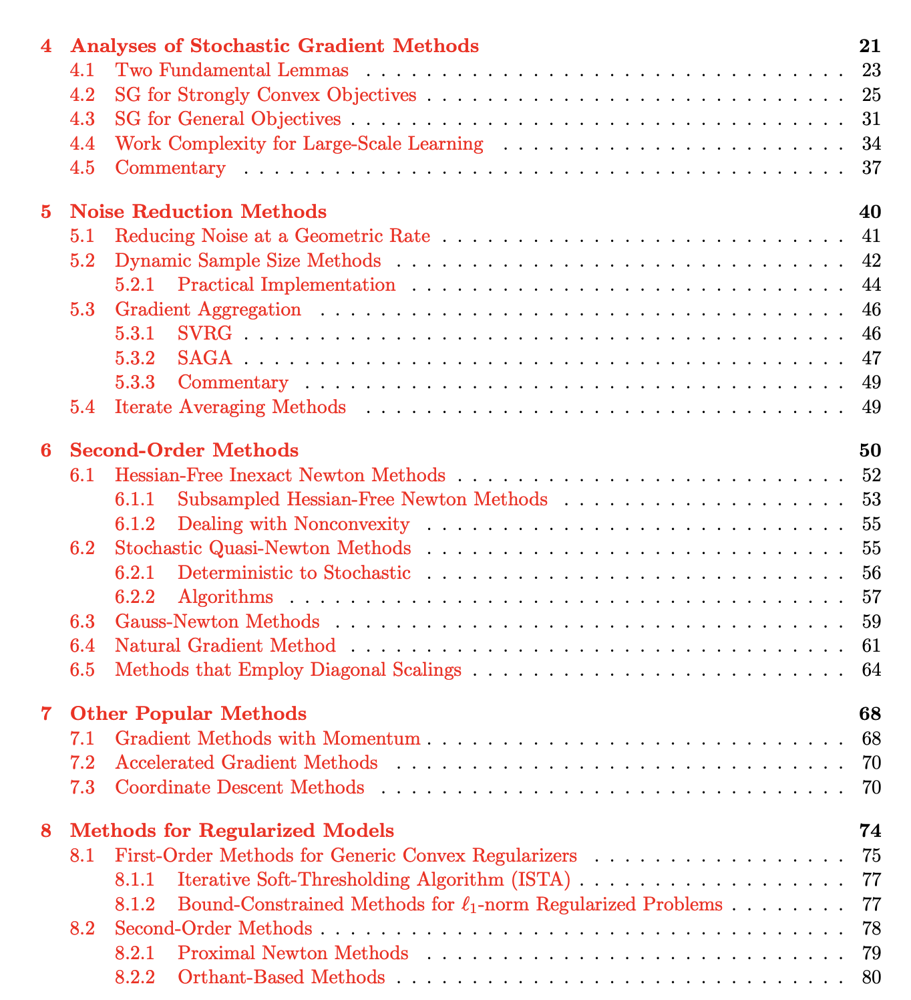 4 Analyses of Stochastic Gradient Methods 21
4.1 Two Fundamental Lemmas . . . . . . . . . . . . . . . . . . . . . . . . . . . . . . . . 23
4.2 SG for Strongly Convex Objectives . . . . . . . . . . . . . . . . . . . . . . . . . . . . 25
4.3 SG for General Objectives . . . . . . . . . . . . . . . . . . . . . . . . . . . . . . . . . 31
4.4 Work Complexity for Large-Scale Learning . . . . . . . . . . . . . . . . . . . . . . . 34
4.5 Commentary . . . . . . . . . . . . . . . . . . . . . . . . . . . . . . . . . . . . . . . . 37
5 Noise Reduction Methods 40
5.1 Reducing Noise at a Geometric Rate . . . . . . . . . . . . . . . . . . . . . . . . . . . 41
5.2 Dynamic Sample Size Methods . . . . . . . . . . . . . . . . . . . . . . . . . . . . . . 42
5.2.1 Practical Implementation . . . . . . . . . . . . . . . . . . . . . . . . . . . . . 44
5.3 Gradient Aggregation . . . . . . . . . . . . . . . . . . . . . . . . . . . . . . . . . . . 46
5.3.1 SVRG . . . . . . . . . . . . . . . . . . . . . . . . . . . . . . . . . . . . . . . . 46
5.3.2 SAGA . . . . . . . . . . . . . . . . . . . . . . . . . . . . . . . . . . . . . . . . 47
5.3.3 Commentary . . . . . . . . . . . . . . . . . . . . . . . . . . . . . . . . . . . . 49
5.4 Iterate Averaging Methods . . . . . . . . . . . . . . . . . . . . . . . . . . . . . . . . 49
6 Second-Order Methods 50
6.1 Hessian-Free Inexact Newton Methods . . . . . . . . . . . . . . . . . . . . . . . . . . 52
6.1.1 Subsampled Hessian-Free Newton Methods . . . . . . . . . . . . . . . . . . . 53
6.1.2 Dealing with Nonconvexity . . . . . . . . . . . . . . . . . . . . . . . . . . . . 55
6.2 Stochastic Quasi-Newton Methods . . . . . . . . . . . . . . . . . . . . . . . . . . . . 55
6.2.1 Deterministic to Stochastic . . . . . . . . . . . . . . . . . . . . . . . . . . . . 56
6.2.2 Algorithms . . . . . . . . . . . . . . . . . . . . . . . . . . . . . . . . . . . . . 57
6.3 Gauss-Newton Methods . . . . . . . . . . . . . . . . . . . . . . . . . . . . . . . . . . 59
6.4 Natural Gradient Method . . . . . . . . . . . . . . . . . . . . . . . . . . . . . . . . . 61
6.5 Methods that Employ Diagonal Scalings . . . . . . . . . . . . . . . . . . . . . . . . . 64
7 Other Popular Methods 68
7.1 Gradient Methods with Momentum . . . . . . . . . . . . . . . . . . . . . . . . . . . . 68
7.2 Accelerated Gradient Methods . . . . . . . . . . . . . . . . . . . . . . . . . . . . . . 70
7.3 Coordinate Descent Methods . . . . . . . . . . . . . . . . . . . . . . . . . . . . . . . 70
8 Methods for Regularized Models 74
8.1 First-Order Methods for Generic Convex Regularizers . . . . . . . . . . . . . . . . . 75
8.1.1 Iterative Soft-Thresholding Algorithm (ISTA) . . . . . . . . . . . . . . . . . . 77
8.1.2 Bound-Constrained Methods for ℓ₁-norm Regularized Problems . . . . . . . . 77
8.2 Second-Order Methods . . . . . . . . . . . . . . . . . . . . . . . . . . . . . . . . . . . 78
8.2.1 Proximal Newton Methods . . . . . . . . . . . . . . . . . . . . . . . . . . . . 79
8.2.2 Orthant-Based Methods . . . . . . . . . . . . . . . . . . . . . . . . . . . . . . 80